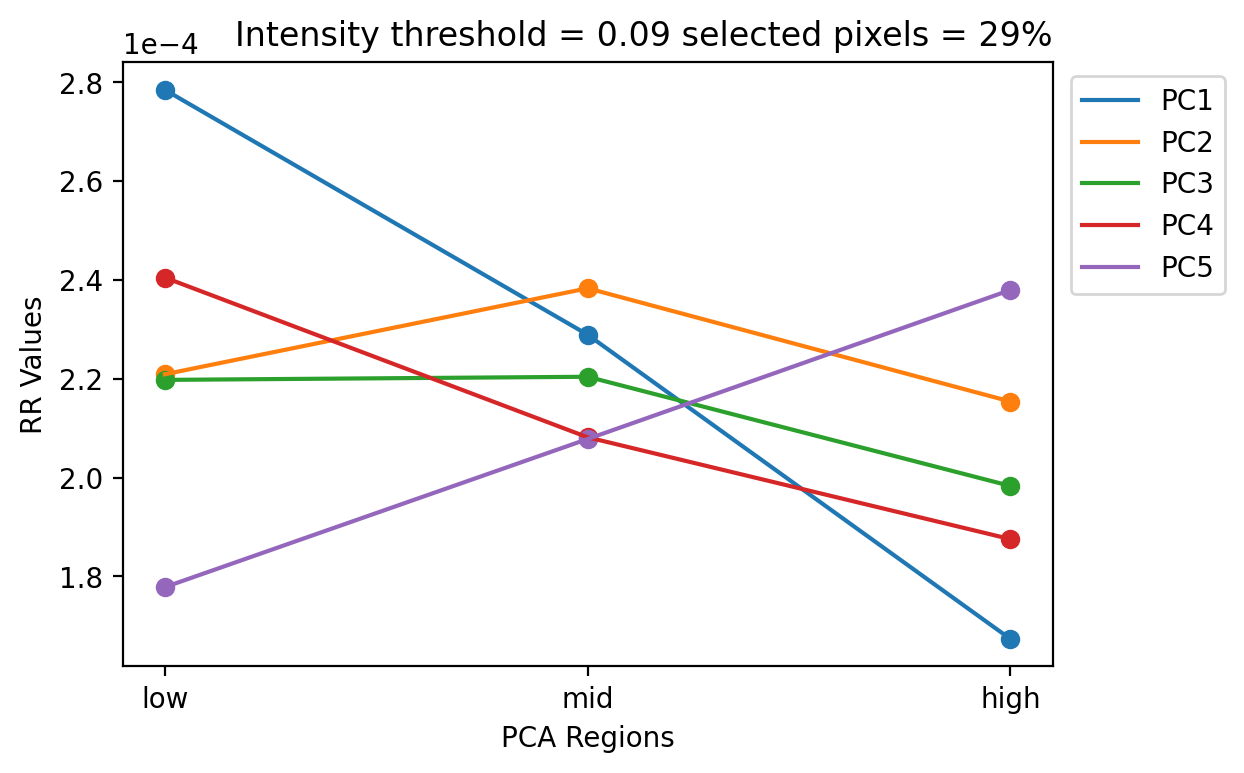 Intensity threshold = 0.09 selected pixels = 29%
1e−4
2.8
2.6
2.4
2.2
2.0
1.8
RR Values
low
mid
high
PCA Regions
PC1
PC2
PC3
PC4
PC5